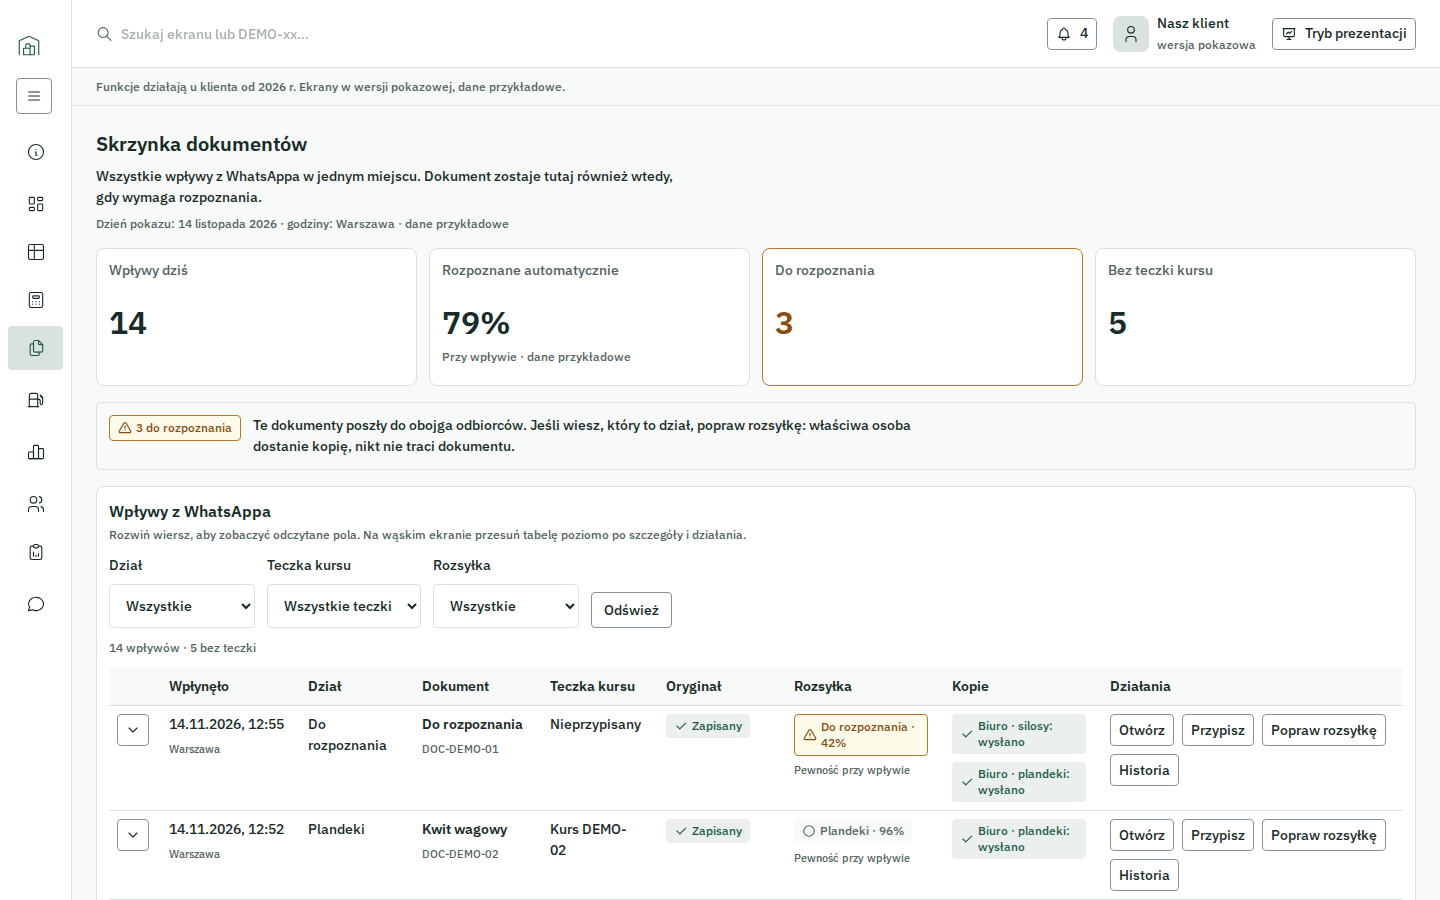 Szukaj ekranu lub DEMO-xx...
4
Nasz klient
wersja pokazowa
Tryb prezentacji
Funkcje działają u klienta od 2026 r. Ekrany w wersji pokazowej, dane przykładowe.
Skrzynka dokumentów
Wszystkie wpływy z WhatsAppa w jednym miejscu. Dokument zostaje tutaj również wtedy,
gdy wymaga rozpoznania.
Dzień pokazu: 14 listopada 2026 · godziny: Warszawa · dane przykładowe
Wpływy dziś
14
Rozpoznane automatycznie
79%
Przy wpływie · dane przykładowe
Do rozpoznania
3
Bez teczki kursu
5
3 do rozpoznania
Te dokumenty poszły do obojga odbiorców. Jeśli wiesz, który to dział, popraw rozsyłkę: właściwa osoba
dostanie kopię, nikt nie traci dokumentu.
Wpływy z WhatsAppa
Rozwiń wiersz, aby zobaczyć odczytane pola. Na wąskim ekranie przesuń tabelę poziomo po szczegóły i działania.
Dział
Teczka kursu
Rozsyłka
Wszystkie
Wszystkie teczki
Wszystkie
Odśwież
14 wpływów · 5 bez teczki
Wpłynęło
Dział
Dokument
Teczka kursu
Oryginał
Rozsyłka
Kopie
Działania
14.11.2026, 12:55
Warszawa
Do
rozpoznania
Do rozpoznania
DOC-DEMO-01
Nieprzypisany
Zapisany
Do rozpoznania ·
42%
Pewność przy wpływie
Biuro · silosy:
wysłano
Biuro · plandeki:
wysłano
Otwórz
Przypisz
Popraw rozsyłkę
Historia
14.11.2026, 12:52
Warszawa
Plandeki
Kwit wagowy
DOC-DEMO-02
Kurs DEMO-
02
Zapisany
Plandeki · 96%
Pewność przy wpływie
Biuro · plandeki:
wysłano
Otwórz
Przypisz
Popraw rozsyłkę
Historia